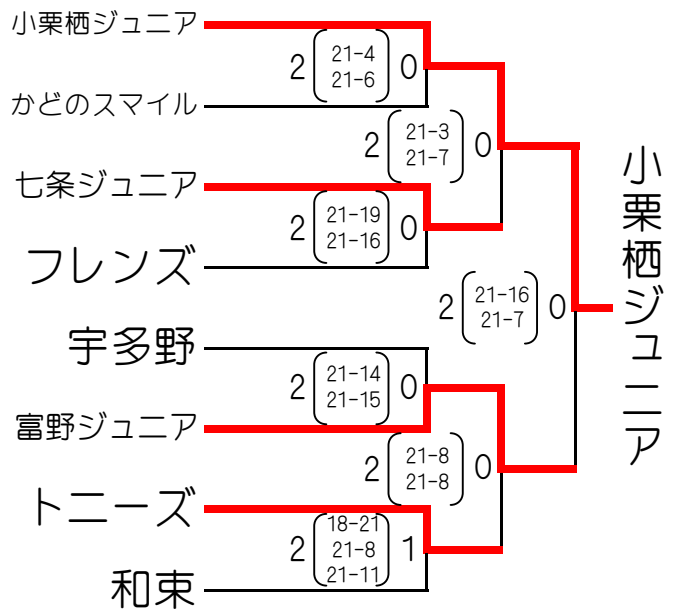 小栗栖ジュニア
2 21-4 0
21-6
かどのスマイル
2 21-3 0
21-7
七条ジュニア
2 21-19 0
21-16
フレンズ
2 21-16 0
21-7
小栗栖ジュニア
宇多野
2 21-14 0
21-15
富野ジュニア
2 21-8 0
21-8
トニーズ
18-21
2 21-8 1
21-11
和束